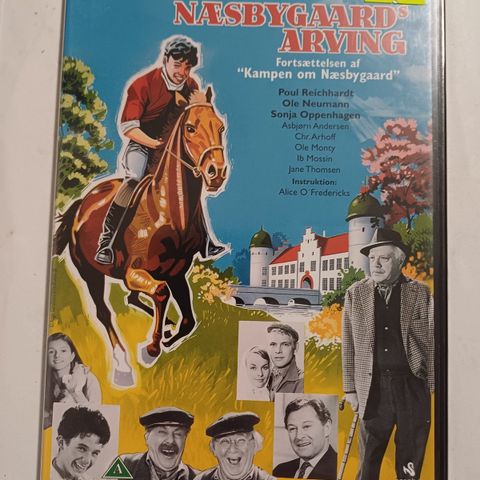 NÆSBYGAARDs
ARVING
Fortsættelsen af
"Kampen om Næsbygaard"
Poul Reichhardt
Ole Neumann
Sonja Oppenhagen
Asbjørn Andersen
Chr. Arhoff
Ole Monty
Ib Mossin
Jane Thomsen
Instruktion:
Alice O'Fredericks
A